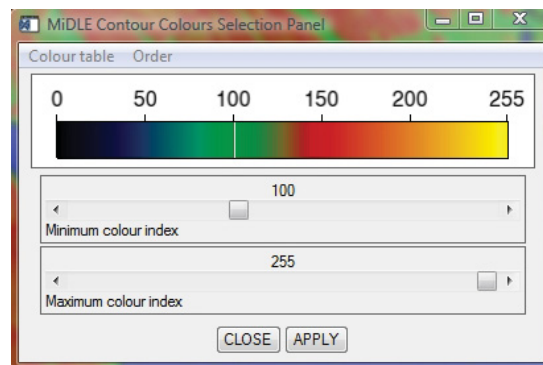 MiDLE Contour Colours Selection Panel
Colour table Order
0 50 100 150 200 255
100
Minimum colour index
255
Maximum colour index
CLOSE APPLY